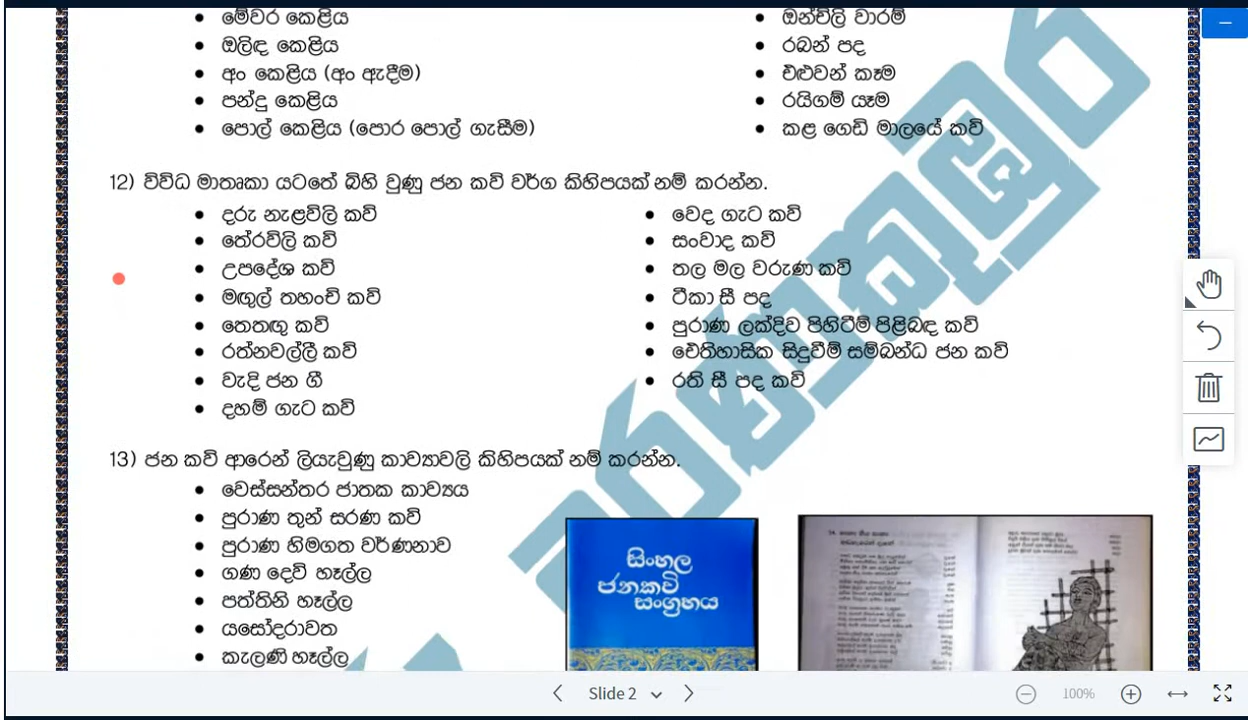 මේවර කෙළිය
ඔලිඳ කෙළිය
අං කෙළිය (අං ඇදීම)
පන්දු කෙළිය
පොල් කෙළිය (පොර පොල් ගැසීම)
ඔන්චිලි වාරම්
රබන් පද
එළුවන් කෑම
රයිගම් යෑම
කළ ගෙඩි මාලයේ කවි
12) විවිධ මාතෘකා යටතේ බිහි වුණු ජන කවි වර්ග කිහිපයක් නම් කරන්න.
දරු නැළවිලි කවි
තේරවිලි කවි
උපදේශ කවි
මඟුල් තහංචි කවි
තෙතඟු කවි
රත්නවල්ලී කවි
වැදි ජන ගී
දහම් ගැට කවි
වෙද ගැට කවි
සංවාද කවි
තල මල වරුණ කවි
ටීකා සී පද
පුරාණ ලක්දිව පිහිටීම් පිළිබඳ කවි
ඓතිහාසික සිදුවීම් සම්බන්ධ ජන කවි
රති සී පද කවි
13) ජන කවි ආරෙන් ලියැවුණු කාව්‍යාවලි කිහිපයක් නම් කරන්න.
වෙස්සන්තර ජාතක කාව්‍යය
පුරාණ තුන් සරණ කවි
පුරාණ හිමගත වර්ණනාව
ගණ දෙවි හෑල්ල
පත්තිනි හෑල්ල
යසෝදරාවත
කැලණි හෑල්ල
සිංහල
ජනකවි
සංග්‍රහය
Slide 2
100%